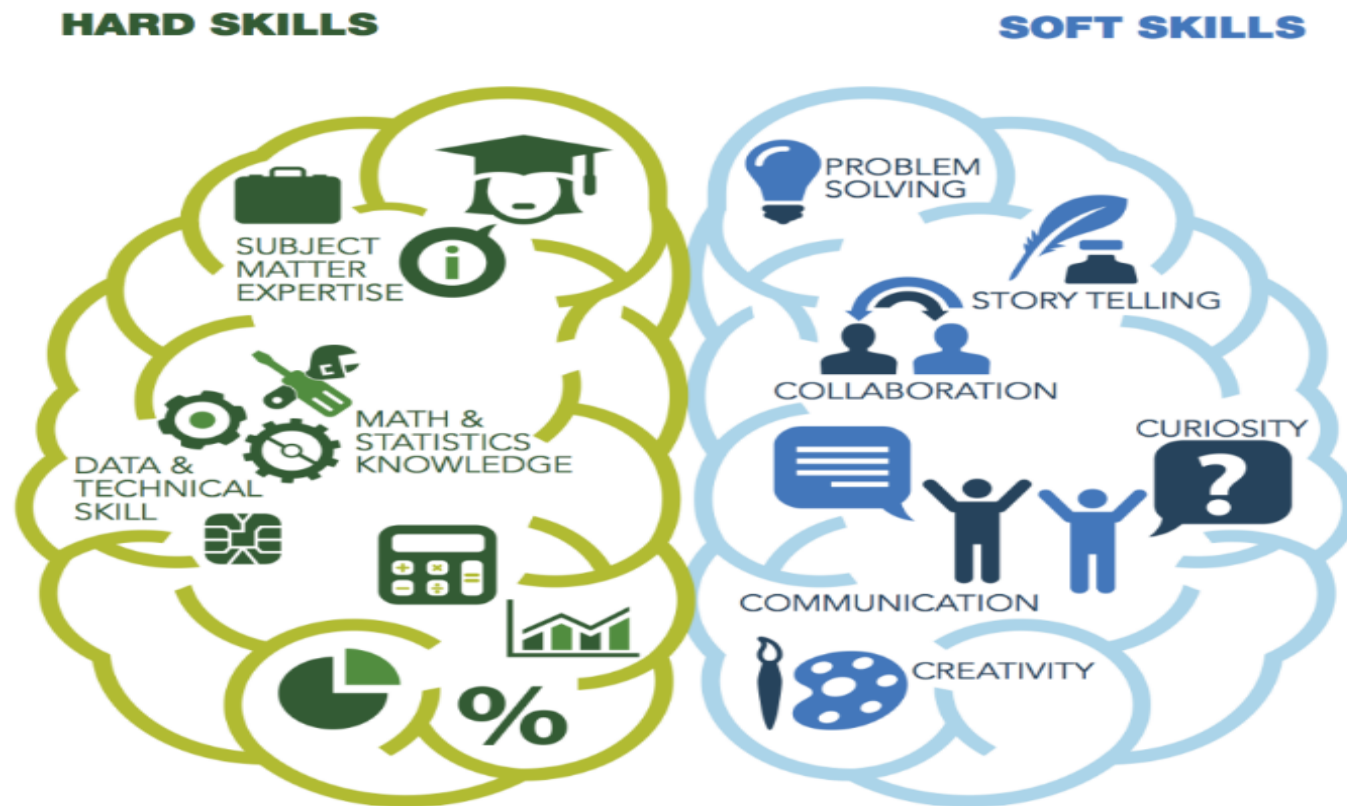 HARD SKILLS
SOFT SKILLS
SUBJECT
MATTER
EXPERTISE
i
MATH &
STATISTICS
KNOWLEDGE
DATA &
TECHNICAL
SKILL
+ ×
− ÷ =
%
PROBLEM
SOLVING
STORY TELLING
COLLABORATION
CURIOSITY
?
COMMUNICATION
CREATIVITY